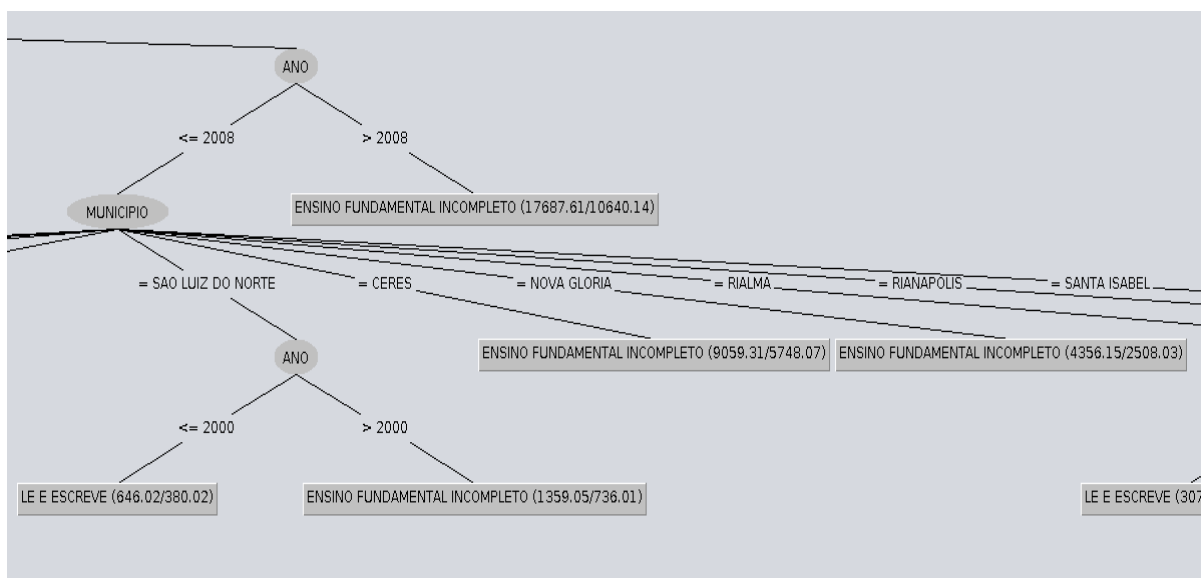 ANO
<= 2008
> 2008
MUNICIPIO
ENSINO FUNDAMENTAL INCOMPLETO (17687.61/10640.14)
= SAO LUIZ DO NORTE
= CERES
= NOVA GLORIA
= RIALMA
= RIANAPOLIS
= SANTA ISABEL
ANO
ENSINO FUNDAMENTAL INCOMPLETO (9059.31/5748.07)
ENSINO FUNDAMENTAL INCOMPLETO (4356.15/2508.03)
<= 2000
> 2000
LE E ESCREVE (646.02/380.02)
ENSINO FUNDAMENTAL INCOMPLETO (1359.05/736.01)
LE E ESCREVE (307